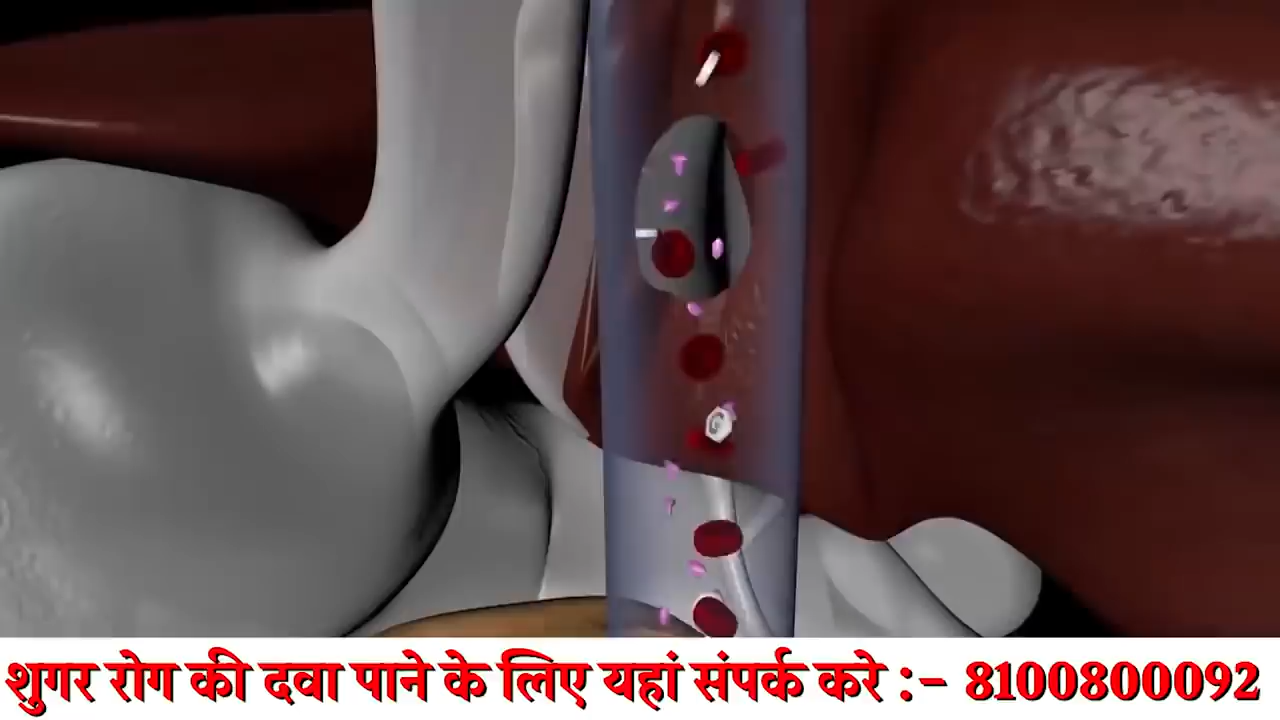 G
शुगर रोग की दवा पाने के लिए यहां संपर्क करे :- 8100800092